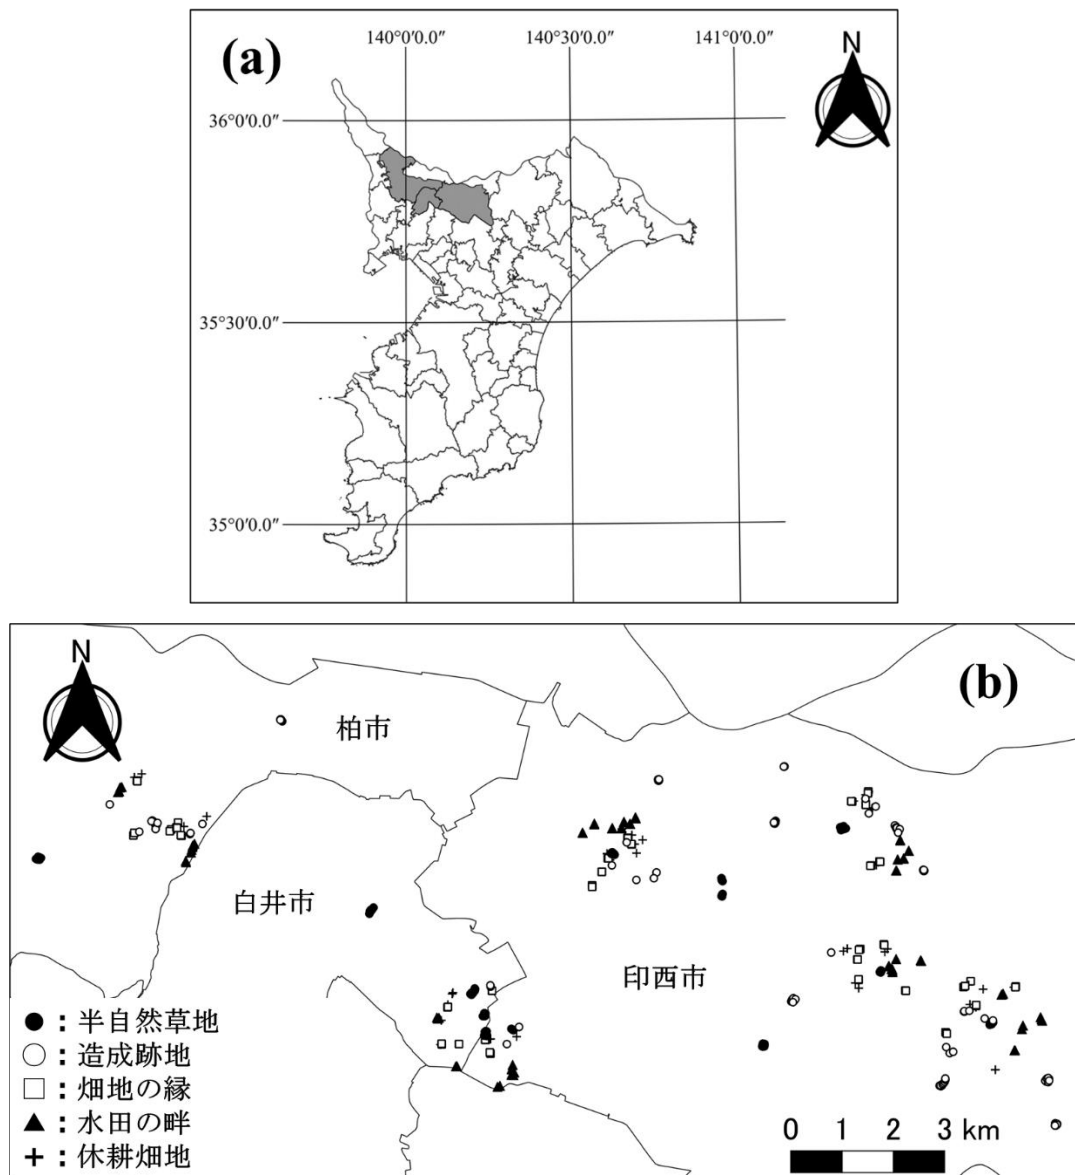 (a)
140°0'0.0"
140°30'0.0"
141°0'0.0"
N
36°0'0.0"
35°30'0.0"
35°0'0.0"
N
(b)
柏市
白井市
印西市
● : 半自然草地
○ : 造成跡地
□ : 畑地の縁
▲ : 水田の畔
+ : 休耕畑地
0 1 2 3 km